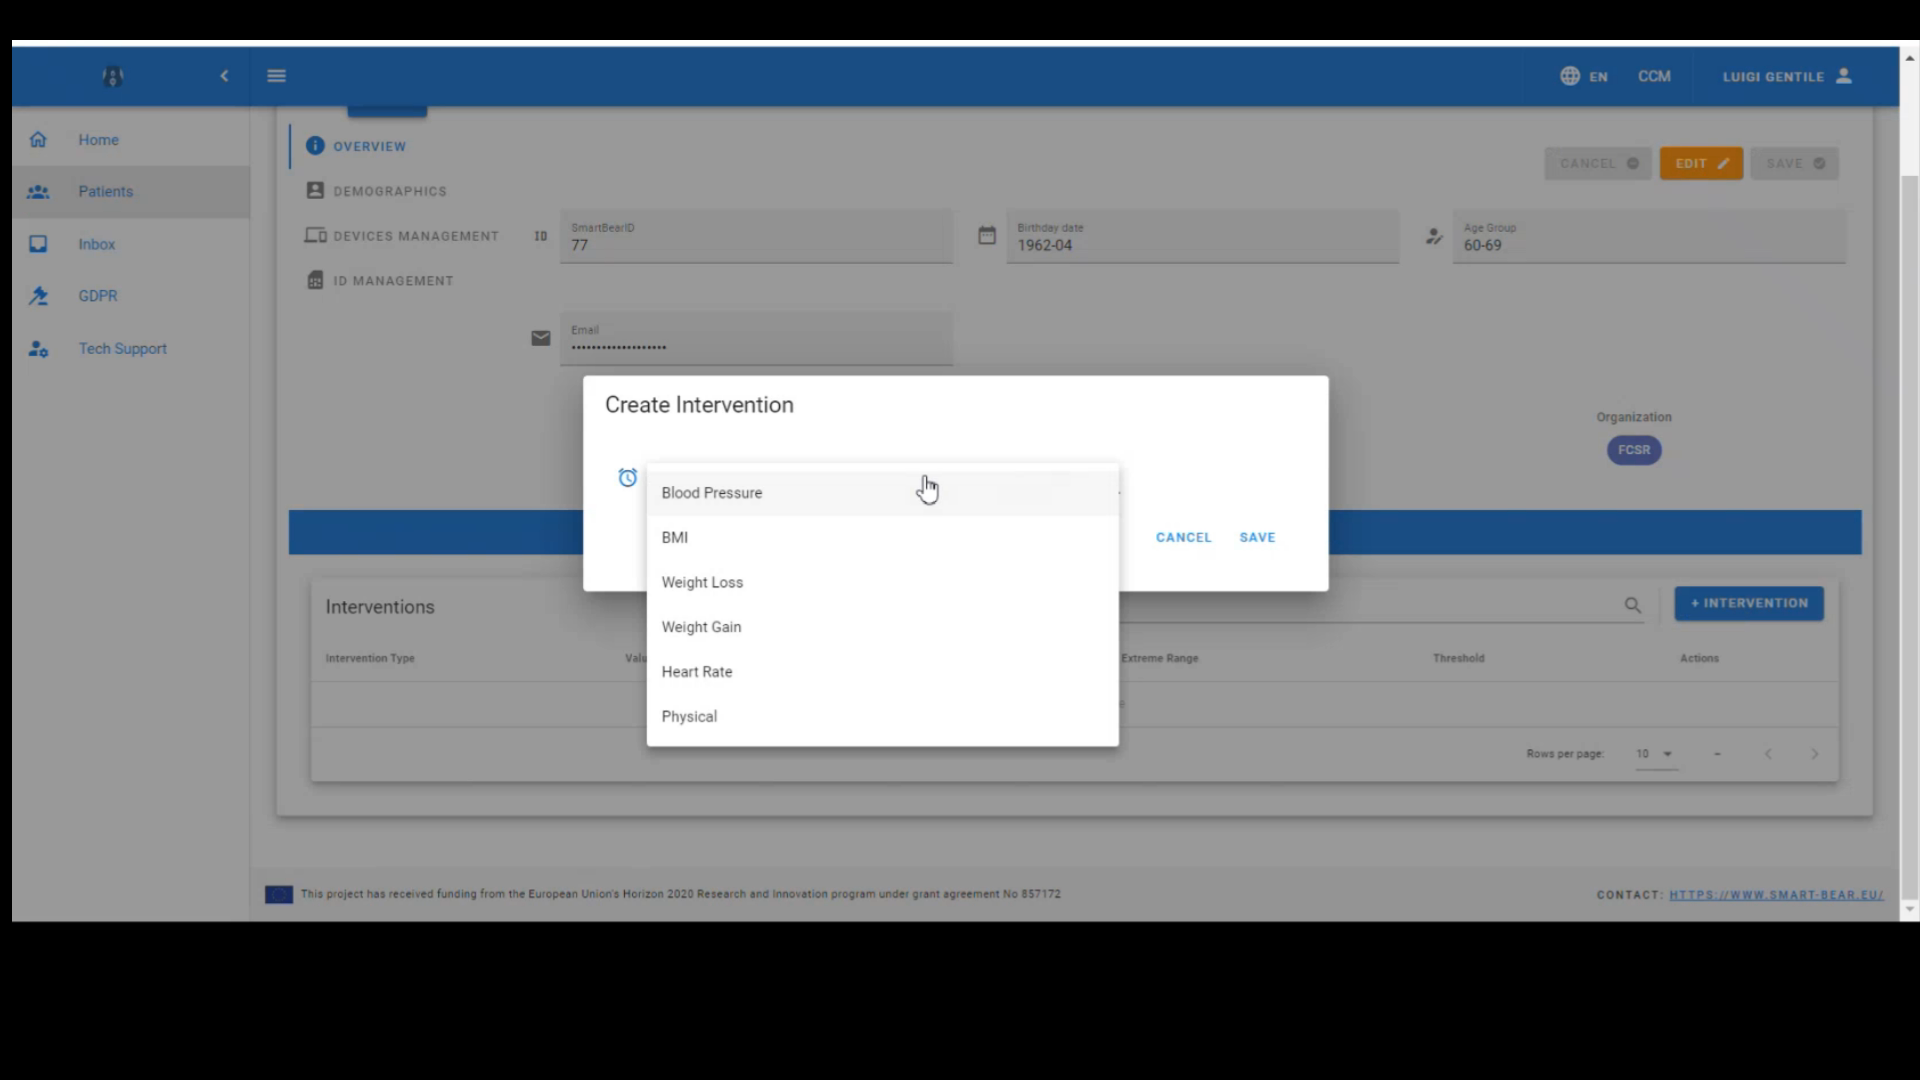 EN
CCM
LUIGI GENTILE
Home
Patients
Inbox
GDPR
Tech Support
OVERVIEW
DEMOGRAPHICS
DEVICES MANAGEMENT
ID MANAGEMENT
CANCEL
EDIT
SAVE
ID
SmartBearID
77
Birthday date
1962-04
Age Group
60-69
Email
•••••••••••••••••••
Organization
FCSR
Create Intervention
Blood Pressure
BMI
Weight Loss
Weight Gain
Heart Rate
Physical
CANCEL
SAVE
Interventions
+ INTERVENTION
Intervention Type
Extreme Range
Threshold
Actions
Rows per page:
10
–
This project has received funding from the European Union's Horizon 2020 Research and Innovation program under grant agreement No 857172
CONTACT: HTTPS://WWW.SMART-BEAR.EU/